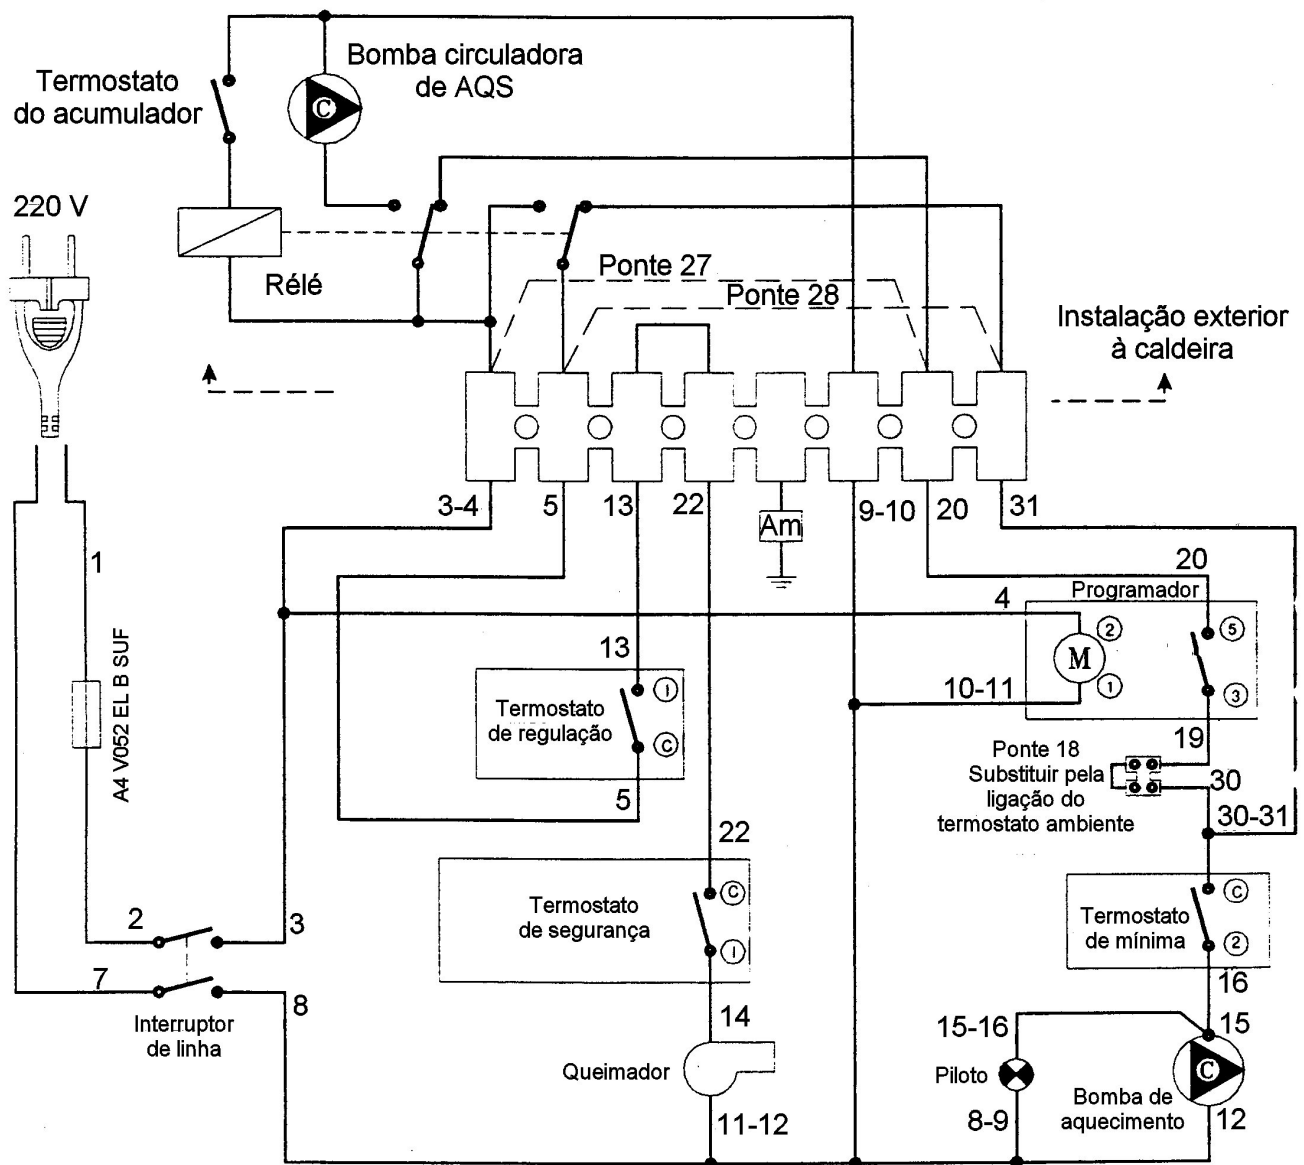 Bomba circuladora
de AQS
Termostato
do acumulador
C
220 V
Rélé
Ponte 27
Ponte 28
Instalação exterior
à caldeira
3-4
5
13
22
Am
9-10
20
31
1
A4 V052 EL B SUF
20
Programador
4
2
5
M
1
3
10-11
13
Termostato
de regulação
I
C
5
19
Ponte 18
Substituir pela
ligação do
termostato ambiente
30
30-31
22
Termostato
de segurança
C
I
Termostato
de mínima
C
2
2
3
7
8
Interruptor
de linha
14
Queimador
11-12
16
15-16
15
Piloto
8-9
C
Bomba de
aquecimento
12